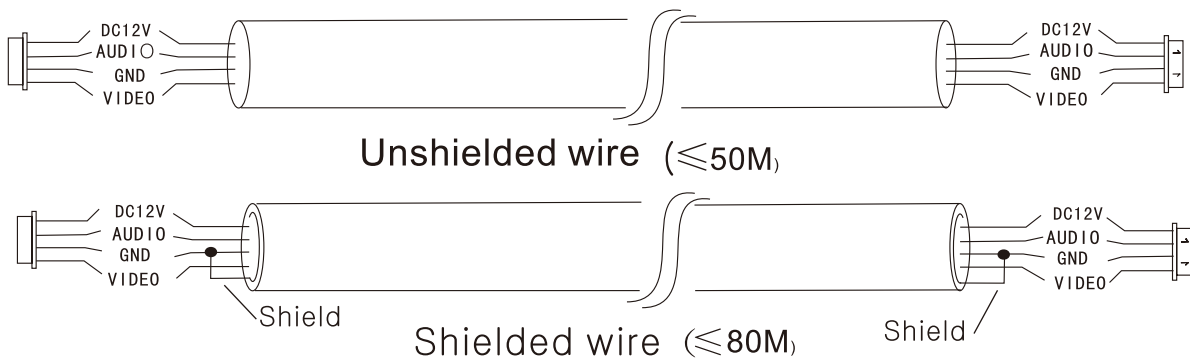 DC12V
AUDIO
GND
VIDEO
DC12V
AUDIO
GND
VIDEO
Unshielded wire (≤50M)
DC12V
AUDIO
GND
VIDEO
Shield
DC12V
AUDIO
GND
VIDEO
Shield
Shielded wire (≤80M)